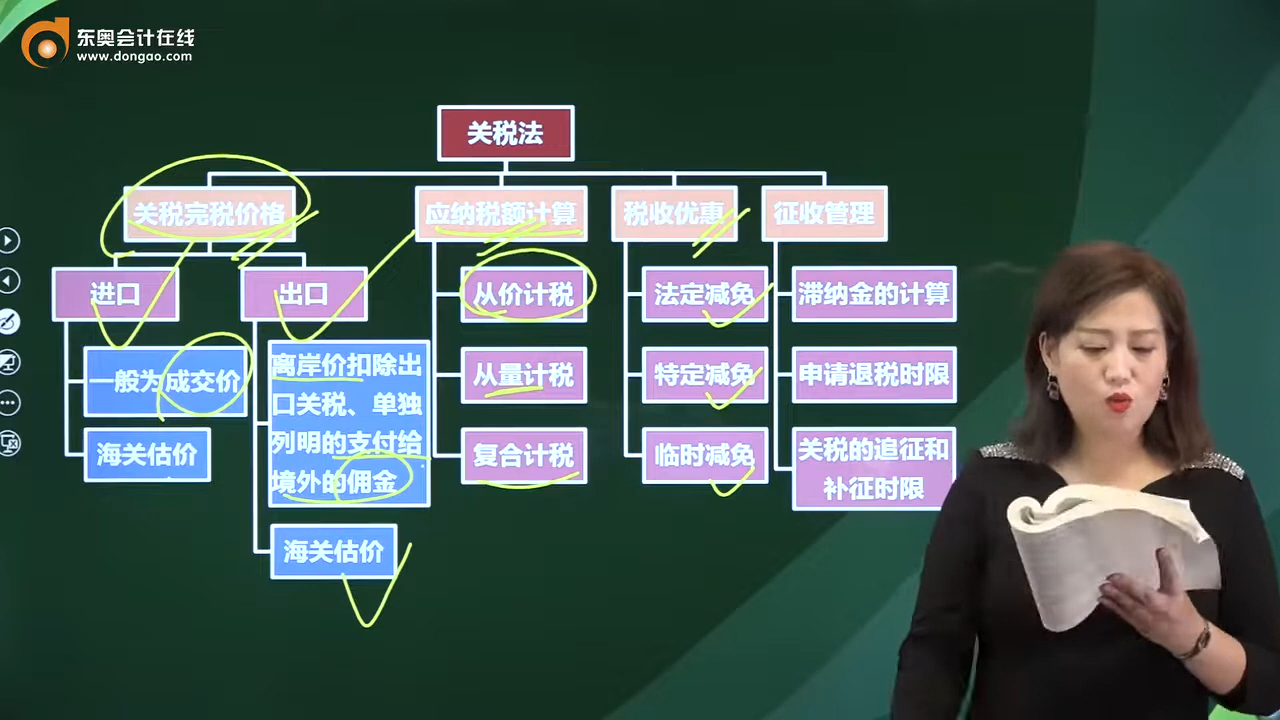 东奥会计在线
www.dongao.com
关税法
关税完税价格
应纳税额计算
税收优惠
征收管理
进口
出口
从价计税
法定减免
滞纳金的计算
一般为成交价
离岸价扣除出
口关税、单独
列明的支付给
境外的佣金
从量计税
特定减免
申请退税时限
海关估价
复合计税
临时减免
关税的追征和
补征时限
海关估价